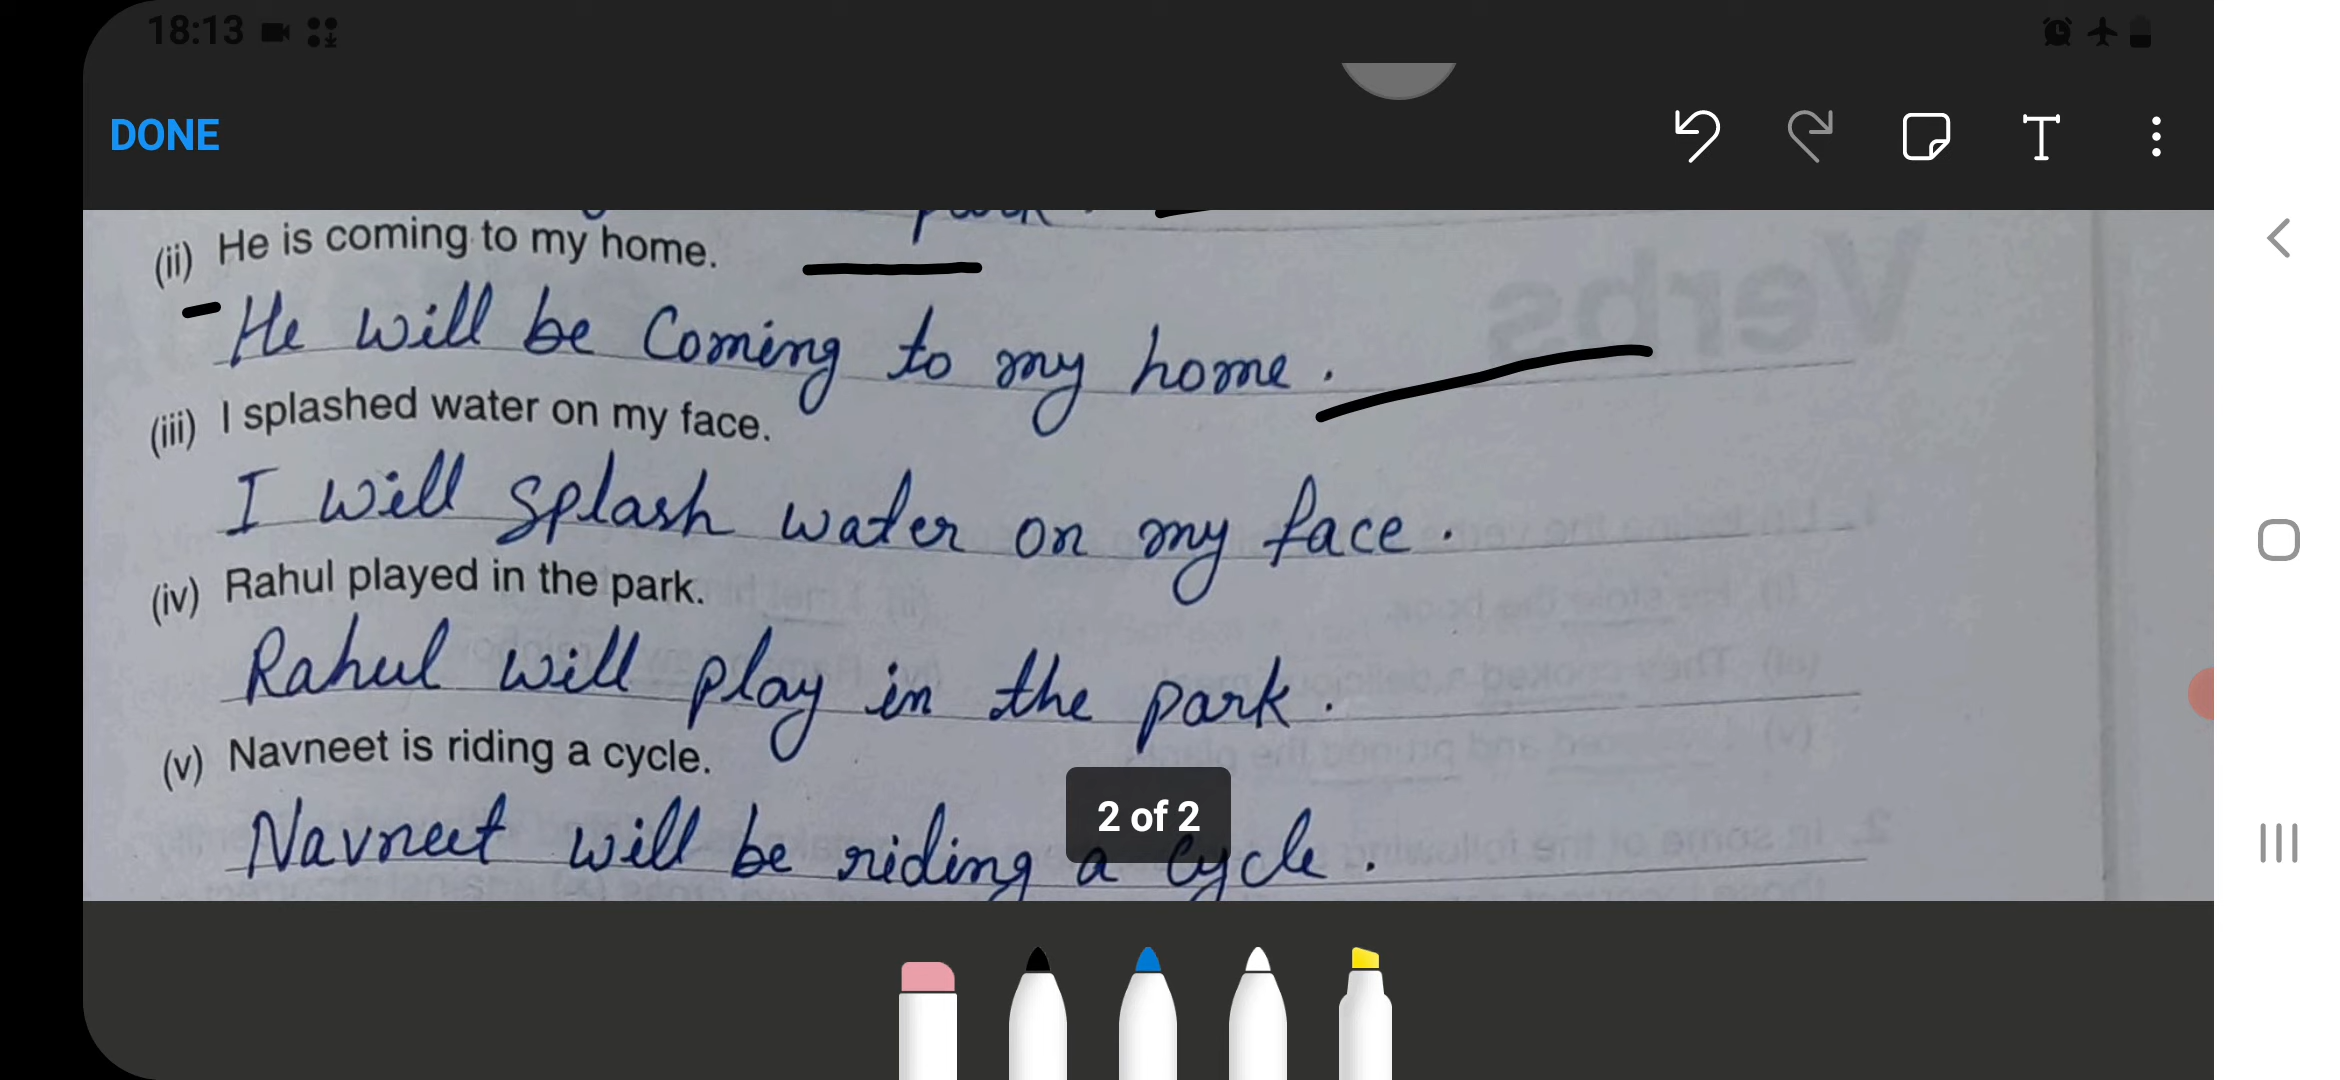 18:13
DONE
T
park.
(ii) He is coming to my home.
He will be Coming to my home.
Verbs
(iii) I splashed water on my face.
I will splash water on my face.
(iv) Rahul played in the park.
Rahul will play in the park.
(v) Navneet is riding a cycle.
2 of 2
Navneet will be riding a cycle.